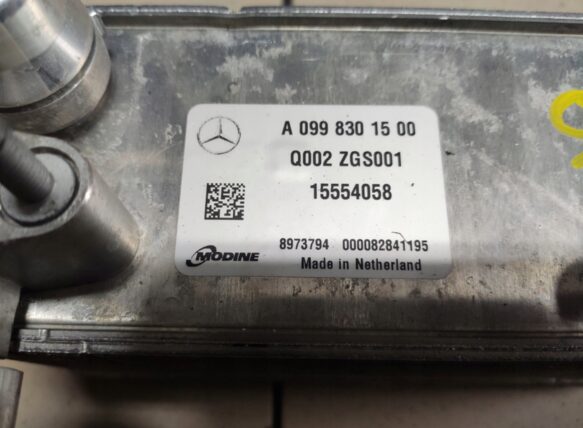 A 099 830 15 00
Q002 ZGS001
15554058
8973794 000082841195
MODINE
Made in Netherland